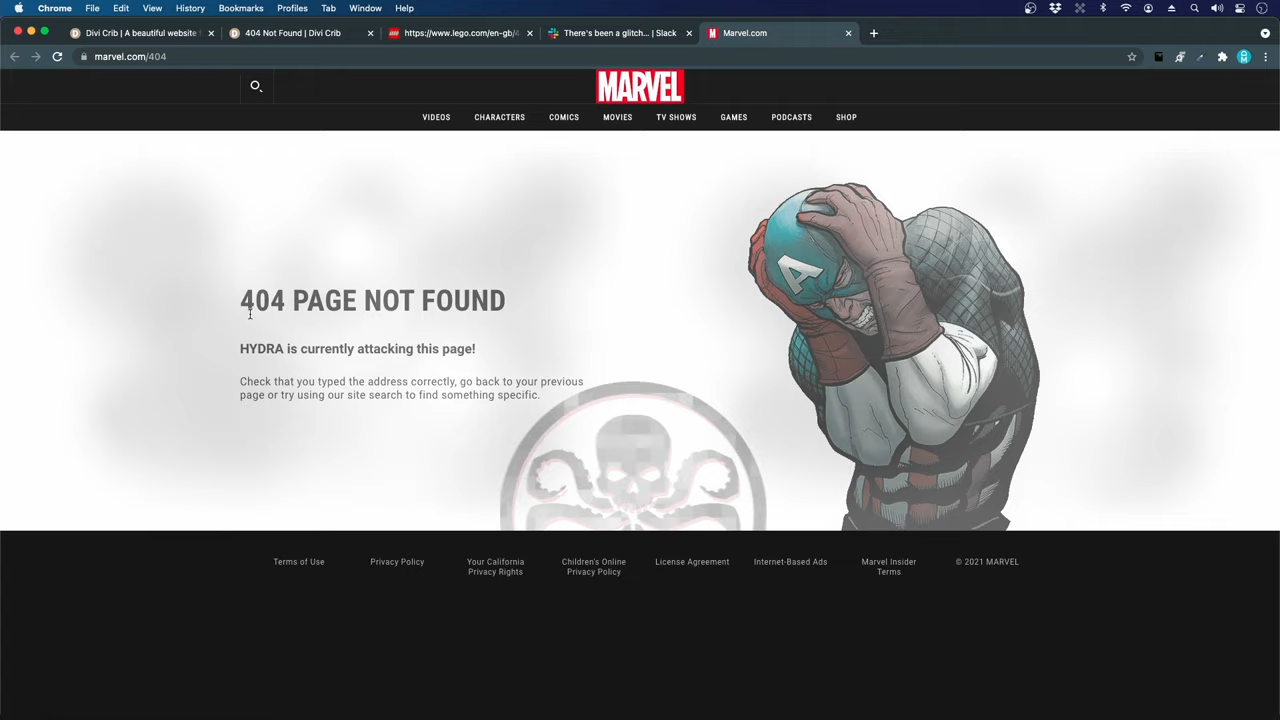 Chrome File Edit View History Bookmarks Profiles Tab Window Help
Divi Crib | A beautiful website f
404 Not Found | Divi Crib
https://www.lego.com/en-gb/4
There's been a glitch... | Slack
Marvel.com
marvel.com/404
MARVEL
VIDEOS CHARACTERS COMICS MOVIES TV SHOWS GAMES PODCASTS SHOP
A
404 PAGE NOT FOUND
HYDRA is currently attacking this page!
Check that you typed the address correctly, go back to your previous
page or try using our site search to find something specific.
Terms of Use
Privacy Policy
Your California
Privacy Rights
Children's Online
Privacy Policy
License Agreement
Internet-Based Ads
Marvel Insider
Terms
© 2021 MARVEL